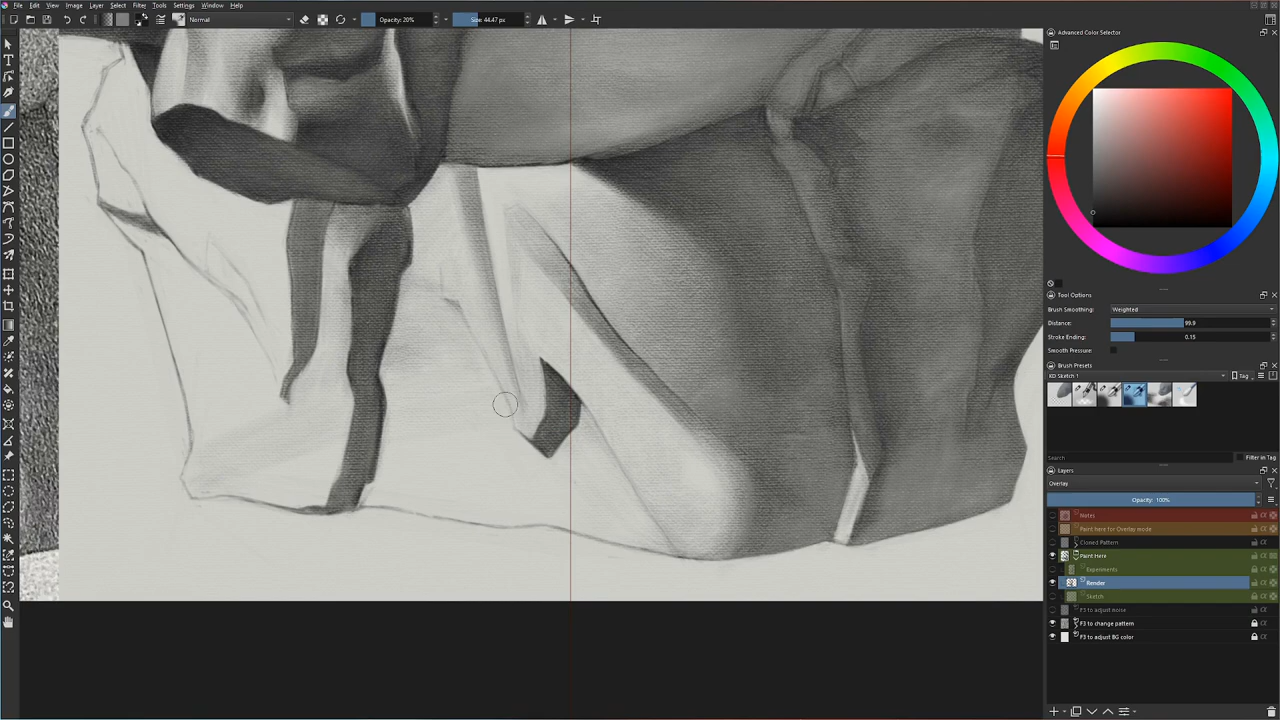 File Edit View Image Layer Select Filter Tools Settings Window Help
Normal Opacity: 20% Size: 44.47 px
Advanced Color Selector
Tool Options
Brush Smoothing: Weighted
Distance: 99.9
Stroke Ending: 0.15
Smooth Pressure
Brush Presets
Sketch 1 Tag
Search Filter in Tag
Layers
Overlay
Opacity: 100%
Notes
Paint here for Overlay mode
Cloned Pattern
Paint Here
Experiments
Render
Sketch
F3 to adjust noise
F3 to change pattern
F3 to adjust BG color